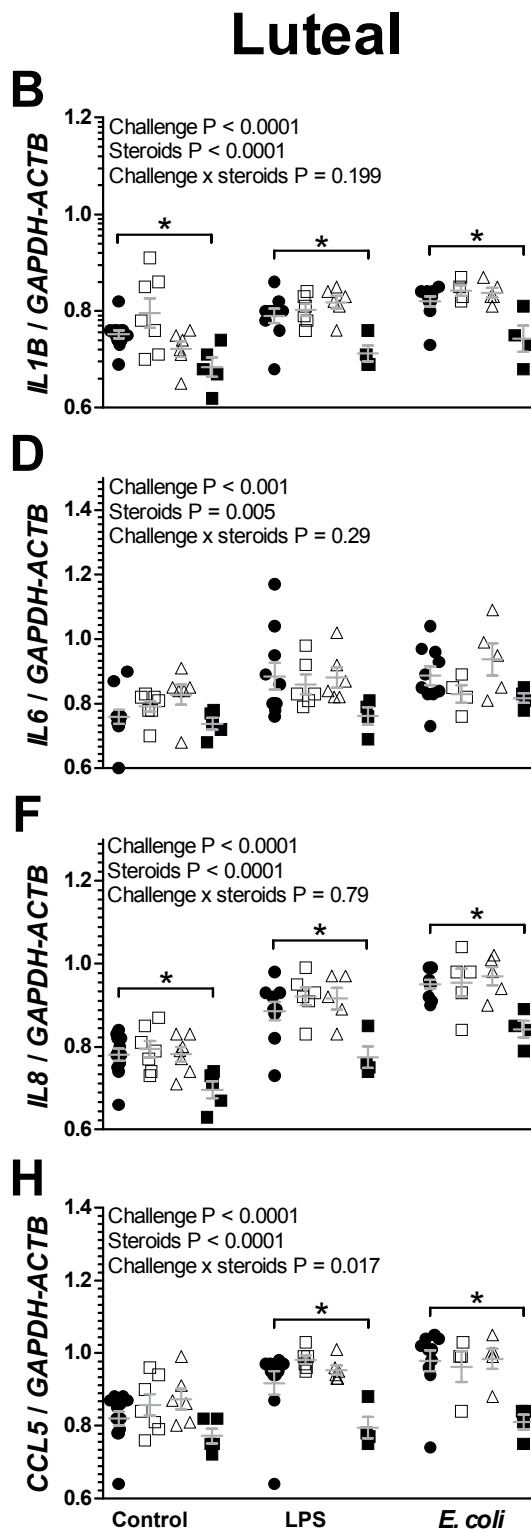 Luteal
B
IL1B / GAPDH-ACTB
1.2
1.0
0.8
0.6
Challenge P < 0.0001
Steroids P < 0.0001
Challenge x steroids P = 0.199
*
*
*
D
IL6 / GAPDH-ACTB
1.4
1.2
1.0
0.8
0.6
Challenge P < 0.001
Steroids P = 0.005
Challenge x steroids P = 0.29
F
IL8 / GAPDH-ACTB
1.2
1.0
0.8
0.6
Challenge P < 0.0001
Steroids P < 0.0001
Challenge x steroids P = 0.79
*
*
*
H
CCL5 / GAPDH-ACTB
1.4
1.2
1.0
0.8
0.6
Challenge P < 0.0001
Steroids P < 0.0001
Challenge x steroids P = 0.017
*
*
Control LPS E. coli